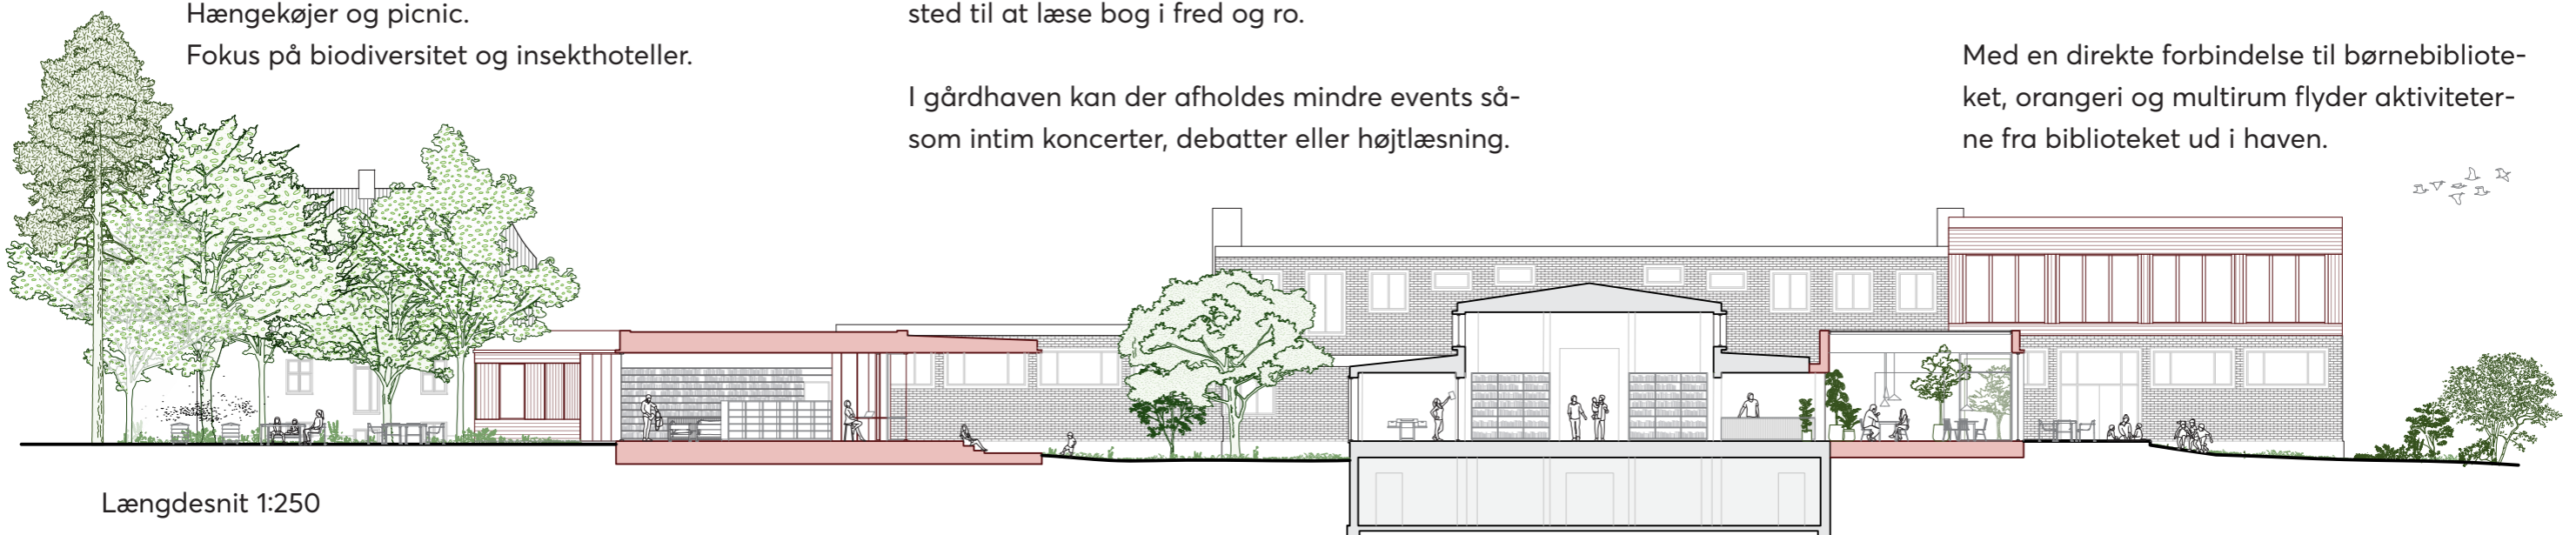 Hængekøjer og picnic.
Fokus på biodiversitet og insekthoteller.
sted til at læse bog i fred og ro.
I gårdhaven kan der afholdes mindre events så-
som intim koncerter, debatter eller højtlæsning.
Med en direkte forbindelse til børnebibliote-
ket, orangeri og multirum flyder aktiviteter-
ne fra biblioteket ud i haven.
Længdesnit 1:250